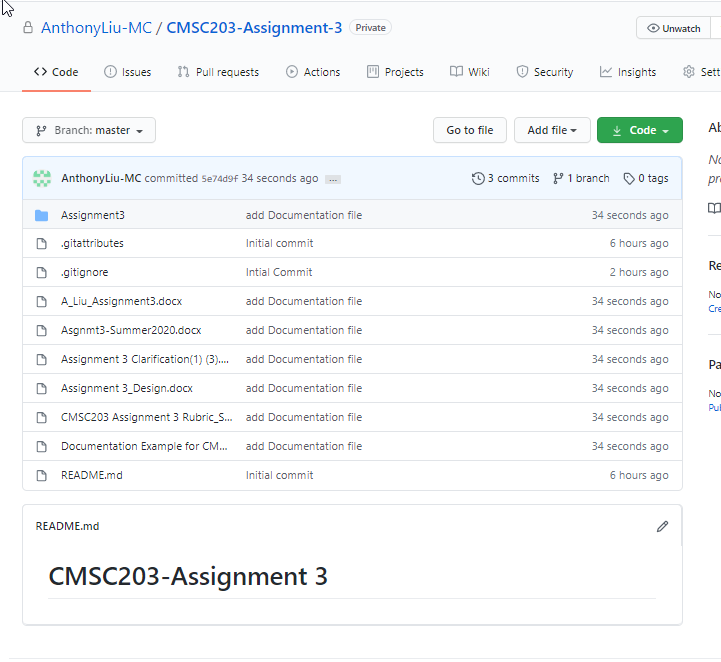 AnthonyLiu-MC / CMSC203-Assignment-3 Private Unwatch
Code Issues Pull requests Actions Projects Wiki Security Insights Sett
Branch: master Go to file Add file Code
AnthonyLiu-MC committed 5e74d9f 34 seconds ago ... 3 commits 1 branch 0 tags
Assignment3 add Documentation file 34 seconds ago
.gitattributes Initial commit 6 hours ago
.gitignore Intial Commit 2 hours ago
A_Liu_Assignment3.docx add Documentation file 34 seconds ago
Asgnmt3-Summer2020.docx add Documentation file 34 seconds ago
Assignment 3 Clarification(1) (3).... add Documentation file 34 seconds ago
Assignment 3_Design.docx add Documentation file 34 seconds ago
CMSC203 Assignment 3 Rubric_S... add Documentation file 34 seconds ago
Documentation Example for CM... add Documentation file 34 seconds ago
README.md Initial commit 6 hours ago
README.md
CMSC203-Assignment 3
Ab
No
pro
Re
No
Cre
Pa
No
Pub